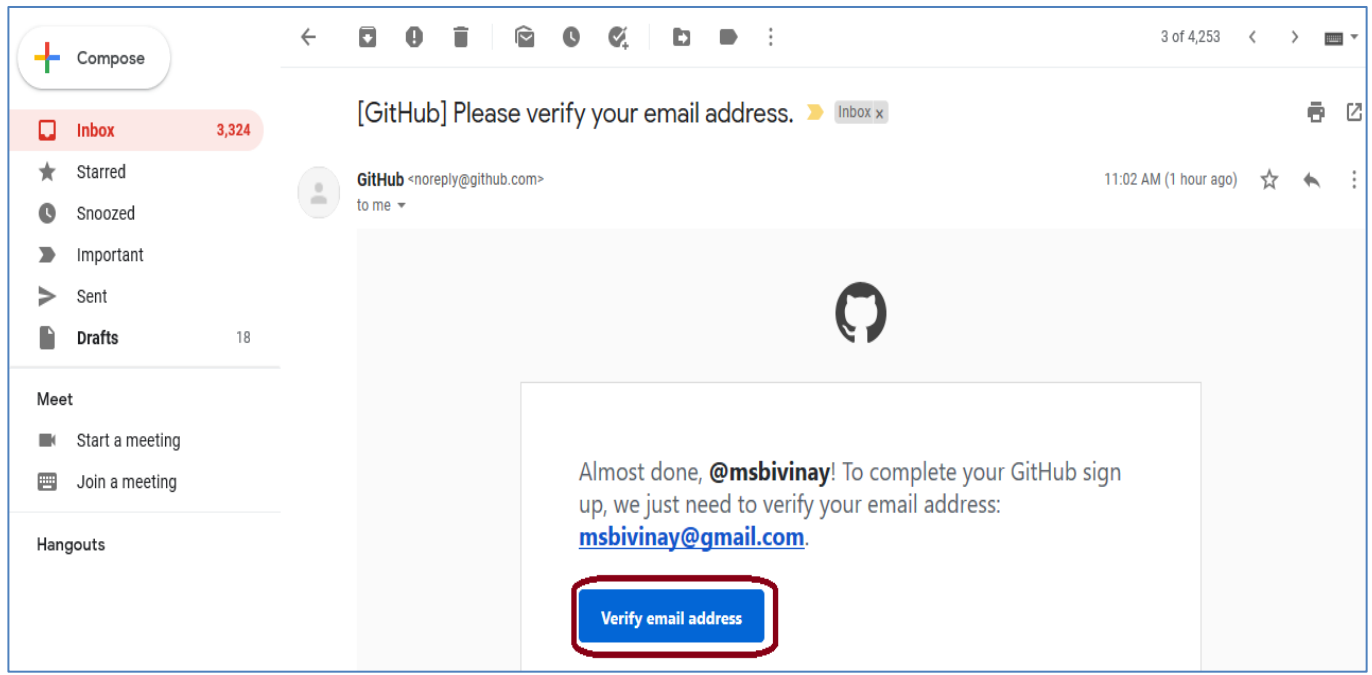 Compose
3 of 4,253
Inbox 3,324
Starred
Snoozed
Important
Sent
Drafts 18
Meet
Start a meeting
Join a meeting
Hangouts
[GitHub] Please verify your email address. Inbox x
GitHub <noreply@github.com> 11:02 AM (1 hour ago)
to me
Almost done, @msbivinay! To complete your GitHub sign
up, we just need to verify your email address:
msbivinay@gmail.com.
Verify email address